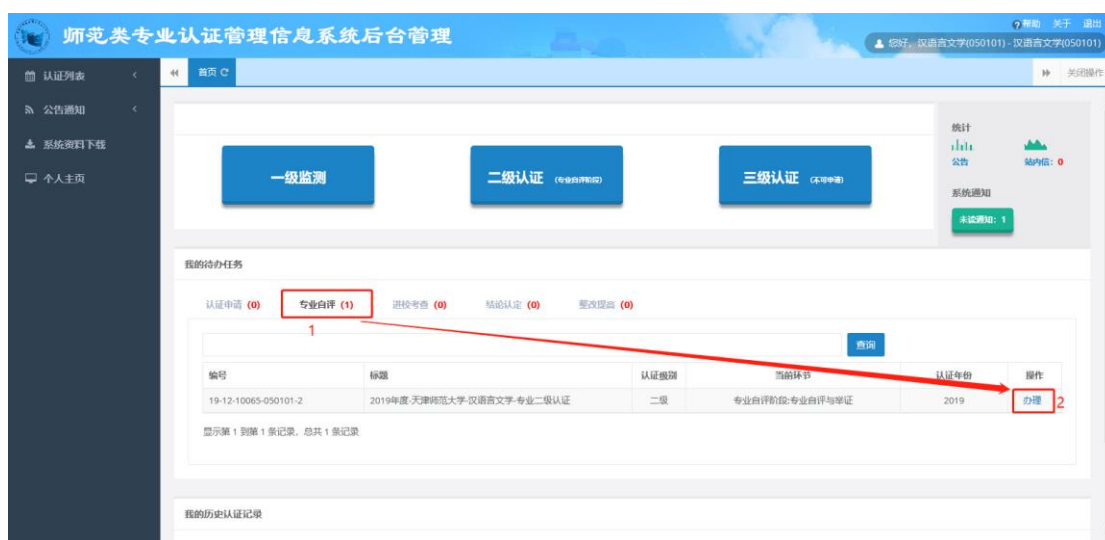 师范类专业认证管理信息系统后台管理
帮助 关于 退出
您好，汉语言文学(050101) - 汉语言文学(050101)
认证列表
公告通知
系统资料下载
个人主页
首页
关闭操作
一级监测
二级认证 (专业自评阶段)
三级认证 (不可申请)
统计
公告 站内信：0
系统通知
未读通知：1
我的待办任务
认证申请 (0) 专业自评 (1) 进校考查 (0) 结论认定 (0) 整改提高 (0)
1
查询
编号 标题 认证级别 当前环节 认证年份 操作
19-12-10065-050101-2 2019年度-天津师范大学-汉语言文学-专业二级认证 二级 专业自评阶段:专业自评与举证 2019 办理 2
显示第 1 到第 1 条记录，总共 1 条记录
我的历史认证记录